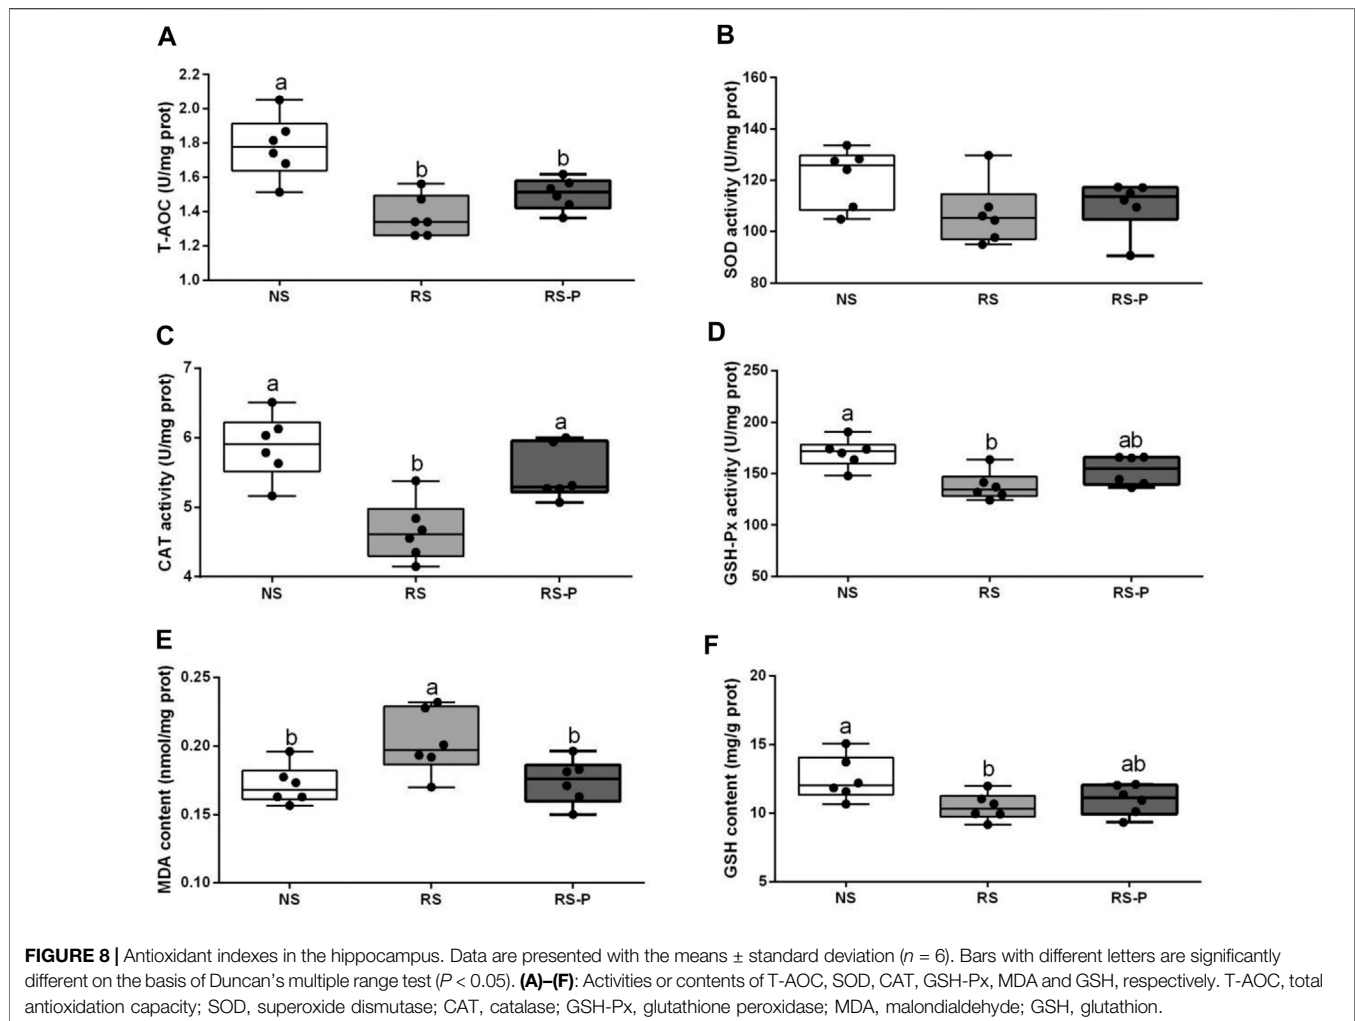 A
T-AOC (U/mg prot)
2.2
2.0
1.8
1.6
1.4
1.2
1.0
a
b
b
NS
RS
RS-P
B
SOD activity (U/mg prot)
160
140
120
100
80
NS
RS
RS-P
C
CAT activity (U/mg prot)
7
6
5
4
a
b
a
NS
RS
RS-P
D
GSH-Px activity (U/mg prot)
250
200
150
100
50
a
b
ab
NS
RS
RS-P
E
MDA content (nmol/mg prot)
0.25
0.20
0.15
0.10
b
a
b
NS
RS
RS-P
F
GSH content (mg/g prot)
20
15
10
5
a
b
ab
NS
RS
RS-P
FIGURE 8 | Antioxidant indexes in the hippocampus. Data are presented with the means ± standard deviation (n = 6). Bars with different letters are significantly
different on the basis of Duncan’s multiple range test (P < 0.05). (A)–(F): Activities or contents of T-AOC, SOD, CAT, GSH-Px, MDA and GSH, respectively. T-AOC, total
antioxidation capacity; SOD, superoxide dismutase; CAT, catalase; GSH-Px, glutathione peroxidase; MDA, malondialdehyde; GSH, glutathion.